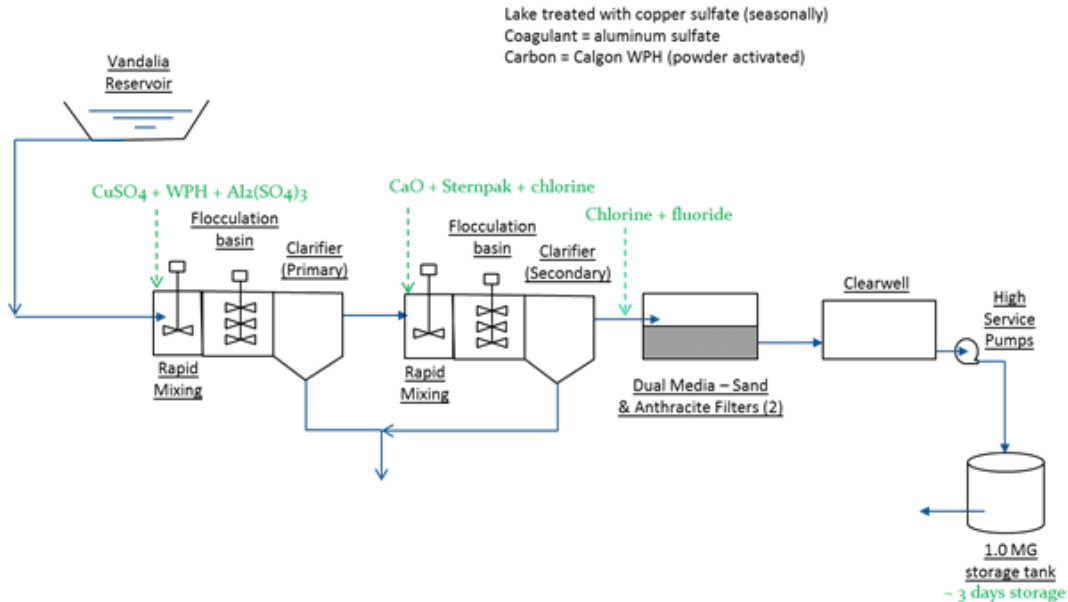 Lake treated with copper sulfate (seasonally)
Coagulant = aluminum sulfate
Carbon = Calgon WPH (powder activated)
Vandalia
Reservoir
CuSO4 + WPH + Al2(SO4)3
Flocculation
basin
Clarifier
(Primary)
Rapid
Mixing
CaO + Sternpak + chlorine
Flocculation
basin
Clarifier
(Secondary)
Rapid
Mixing
Chlorine + fluoride
Dual Media – Sand
& Anthracite Filters (2)
Clearwell
High
Service
Pumps
1.0 MG
storage tank
~ 3 days storage